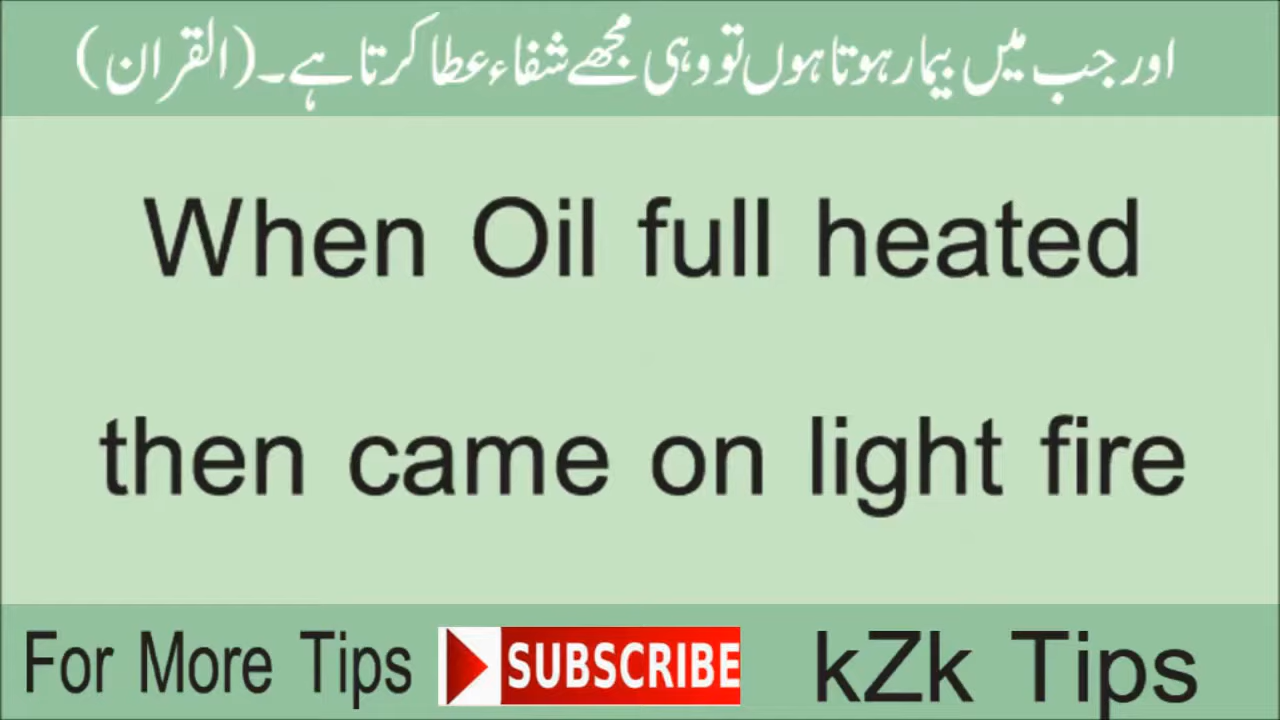 اور جب میں بیمار ہوتا ہوں تو وہی مجھے شفاء عطا کرتا ہے۔ (القران)
When Oil full heated
then came on light fire
For More Tips SUBSCRIBE kZk Tips